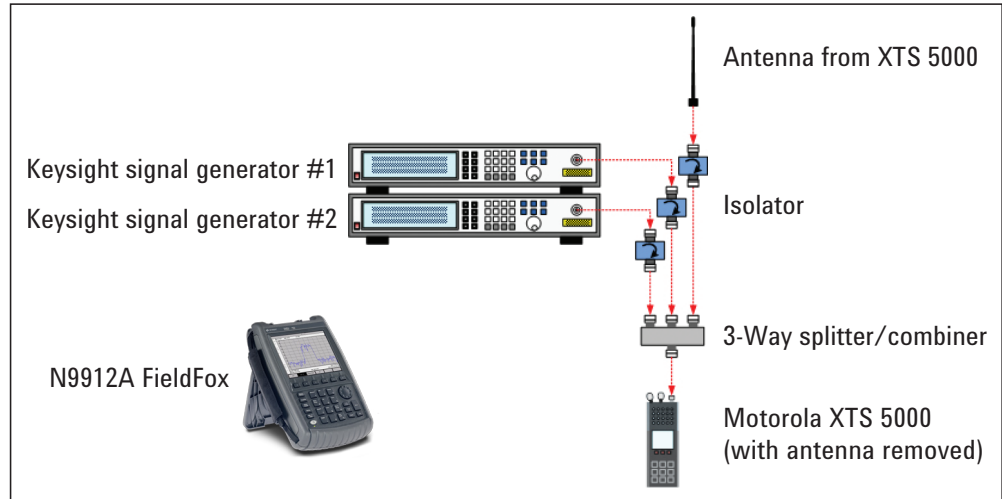 Antenna from XTS 5000
Keysight signal generator #1
Keysight signal generator #2
Isolator
3-Way splitter/combiner
N9912A FieldFox
Motorola XTS 5000
(with antenna removed)